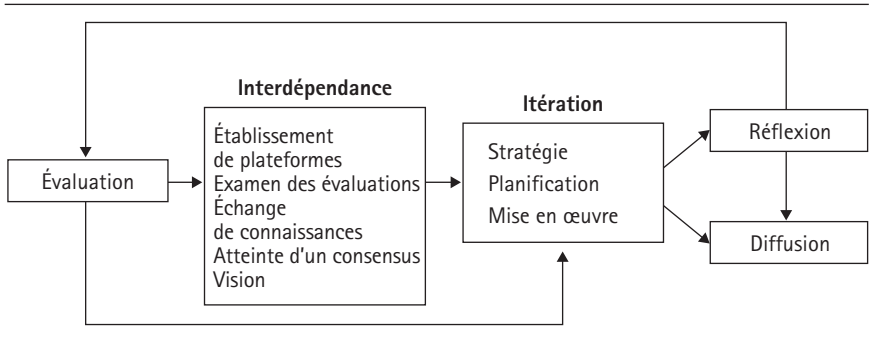 Évaluation
Interdépendance
Établissement
de plateformes
Examen des évaluations
Échange
de connaissances
Atteinte d'un consensus
Vision
Itération
Stratégie
Planification
Mise en œuvre
Réflexion
Diffusion